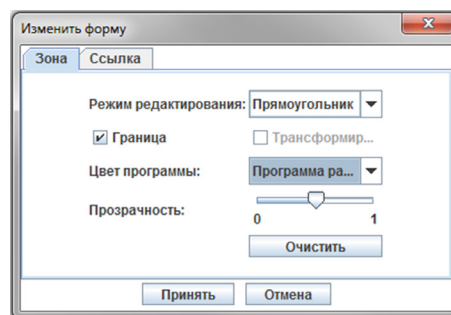 Изменить форму
Зона Ссылка
Режим редактирования: Прямоугольник
Граница Трансформир...
Цвет программы: Программа ра...
Прозрачность:
0 1
Очистить
Принять Отмена